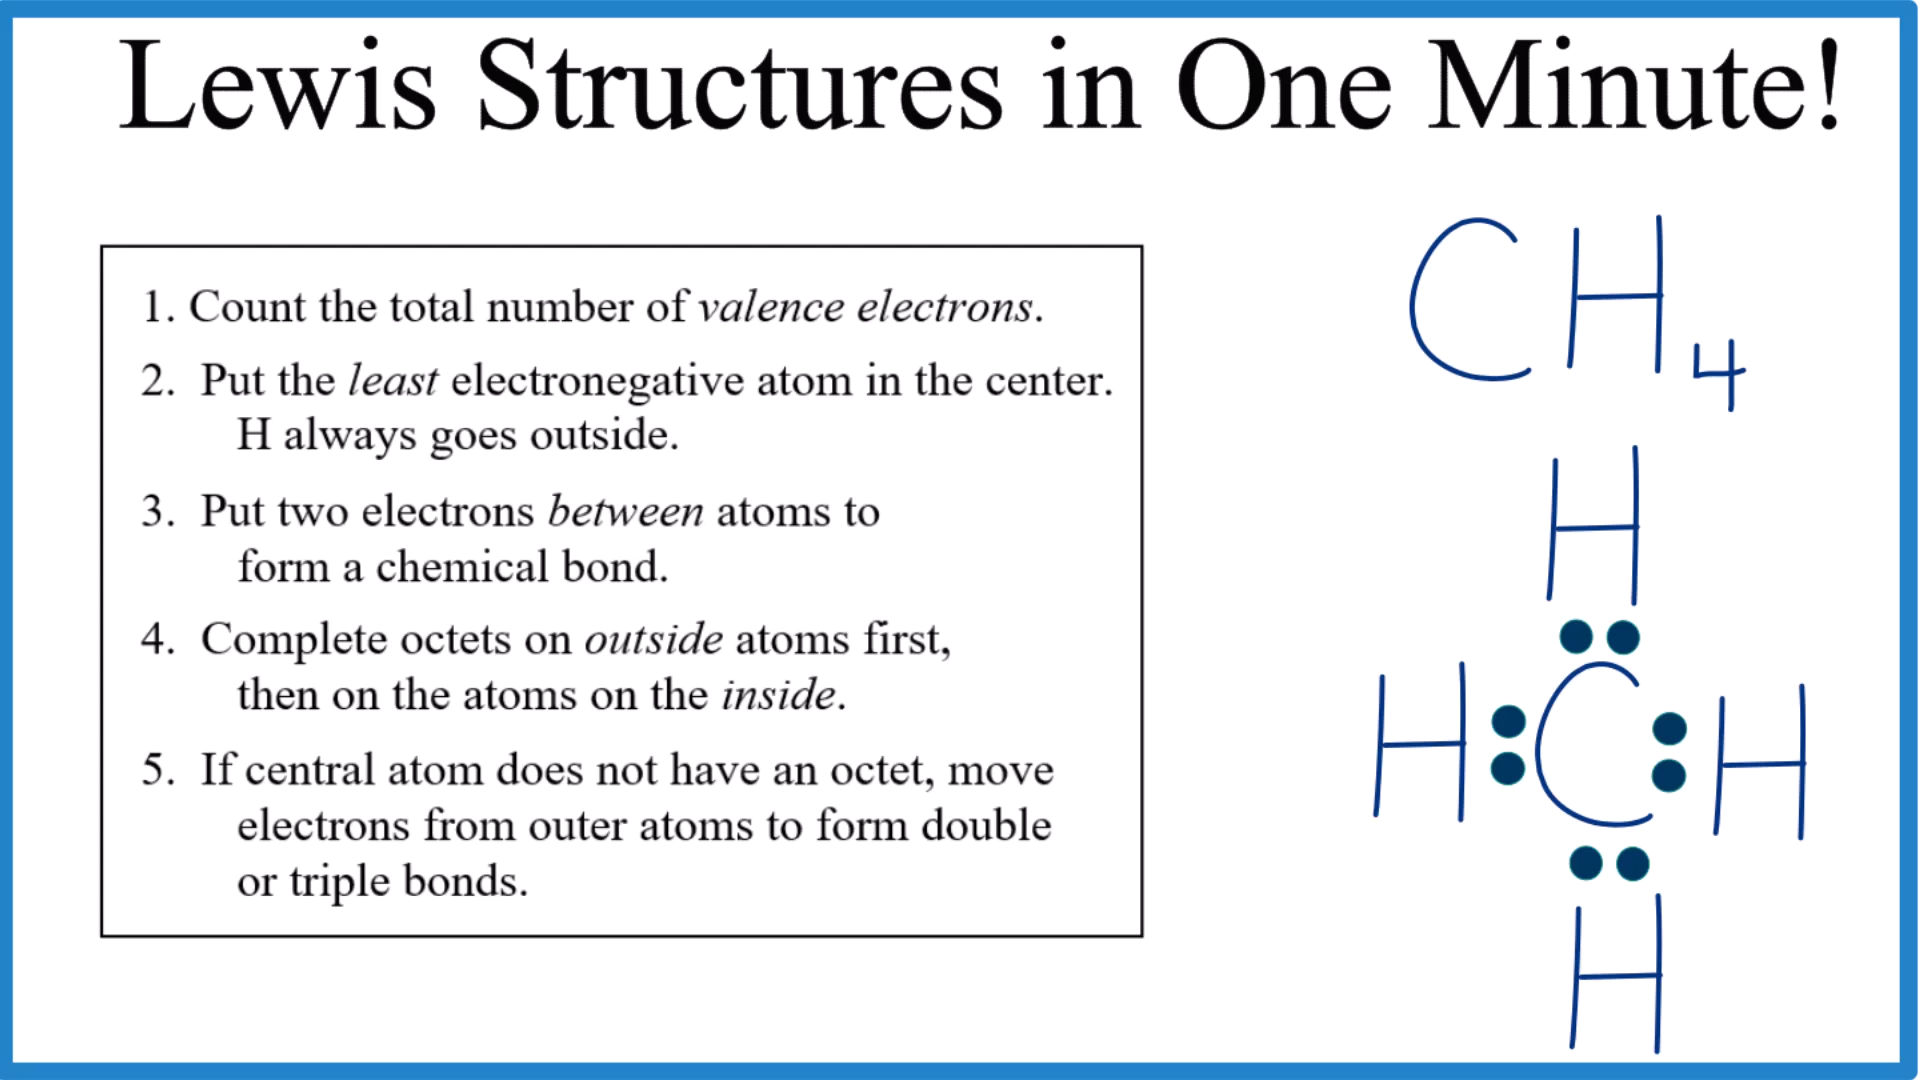 Lewis Structures in One Minute!
1. Count the total number of valence electrons.
2. Put the least electronegative atom in the center.
H always goes outside.
3. Put two electrons between atoms to
form a chemical bond.
4. Complete octets on outside atoms first,
then on the atoms on the inside.
5. If central atom does not have an octet, move
electrons from outer atoms to form double
or triple bonds.
CH4
H
H:C:H
H